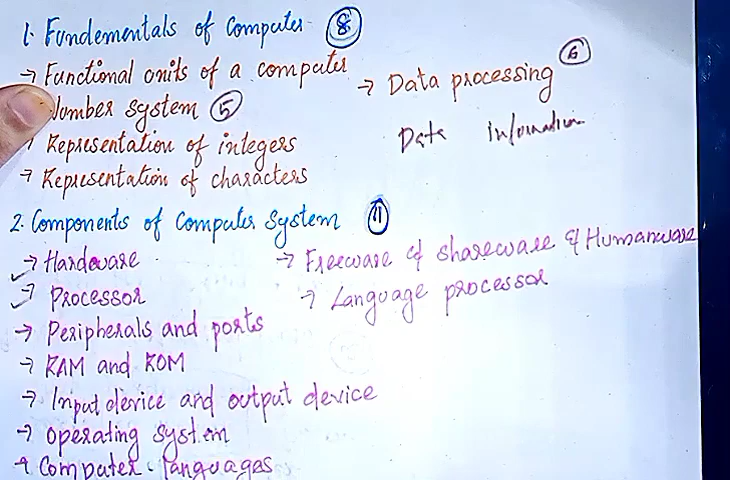 1. Fundementals of Computer 8
→ Functional units of a computer
→ Data processing 6
Number system 5
Data information
→ Representation of integers
→ Representation of characters
2. Components of Computer System 11
→ Hardware
→ Freeware & shareware & Humanware
→ Processor
→ Language processor
→ Peripherals and ports
→ RAM and ROM
→ Input device and output device
→ Operating system
→ Computer languages